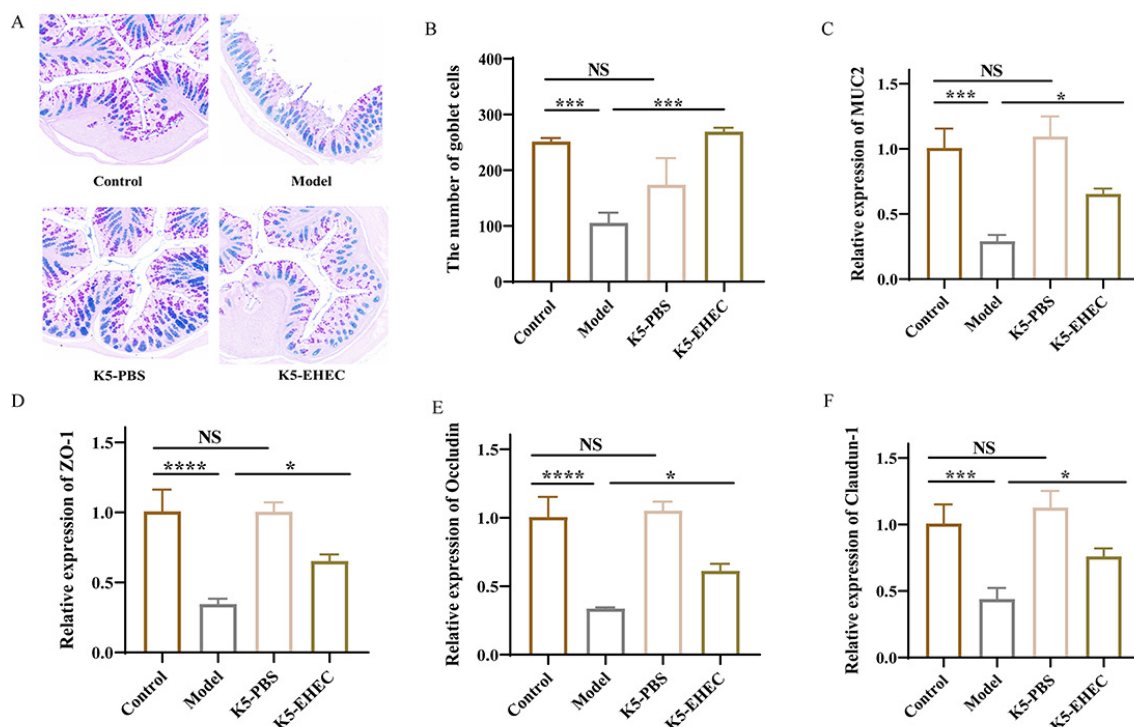 A
Control
Model
K5-PBS
K5-EHEC
B
The number of goblet cells
400
300
200
100
0
NS
***
***
Control
Model
K5-PBS
K5-EHEC
C
Relative expression of MUC2
1.5
1.0
0.5
0.0
NS
***
*
Control
Model
K5-PBS
K5-EHEC
D
Relative expression of ZO-1
1.5
1.0
0.5
0.0
NS
****
*
Control
Model
K5-PBS
K5-EHEC
E
Relative expression of Occludin
1.5
1.0
0.5
0.0
NS
****
*
Control
Model
K5-PBS
K5-EHEC
F
Relative expression of Claudun-1
1.5
1.0
0.5
0.0
NS
***
*
Control
Model
K5-PBS
K5-EHEC